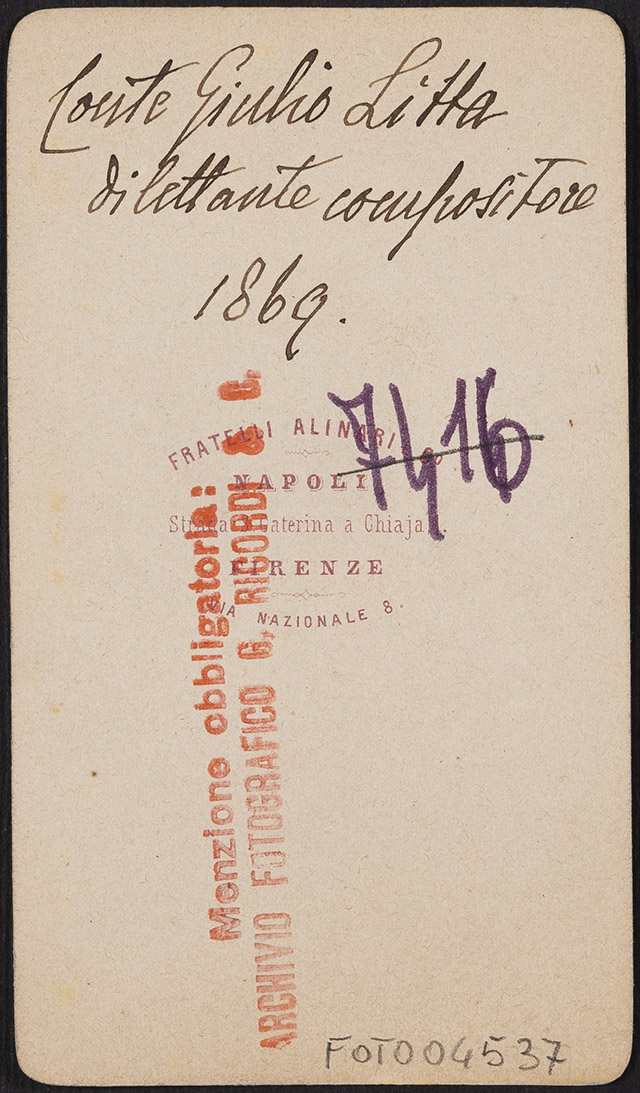 Conte Giulio Litta
dilettante compositore
1869.
7416
FRATELLI ALINARI
NAPOLI
Strada S. Caterina a Chiaja
FIRENZE
VIA NAZIONALE 8.
Menzione obbligatoria:
ARCHIVIO FOTOGRAFICO G. RICORDI & C.
FOTO004537